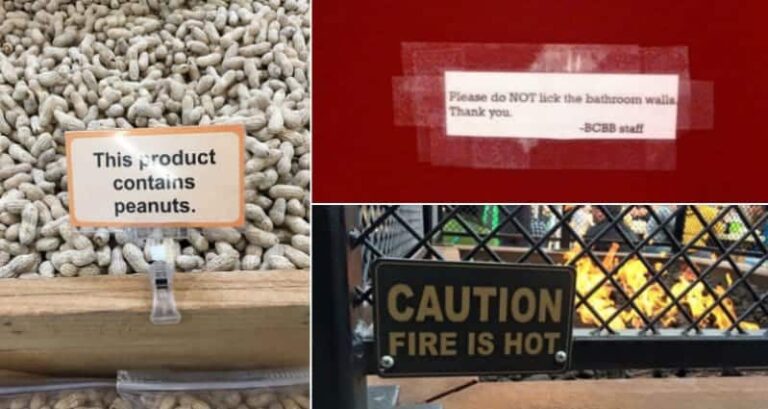 This product
contains
peanuts.
Please do NOT lick the bathroom walls.
Thank you.
-BCBB staff
CAUTION
FIRE IS HOT